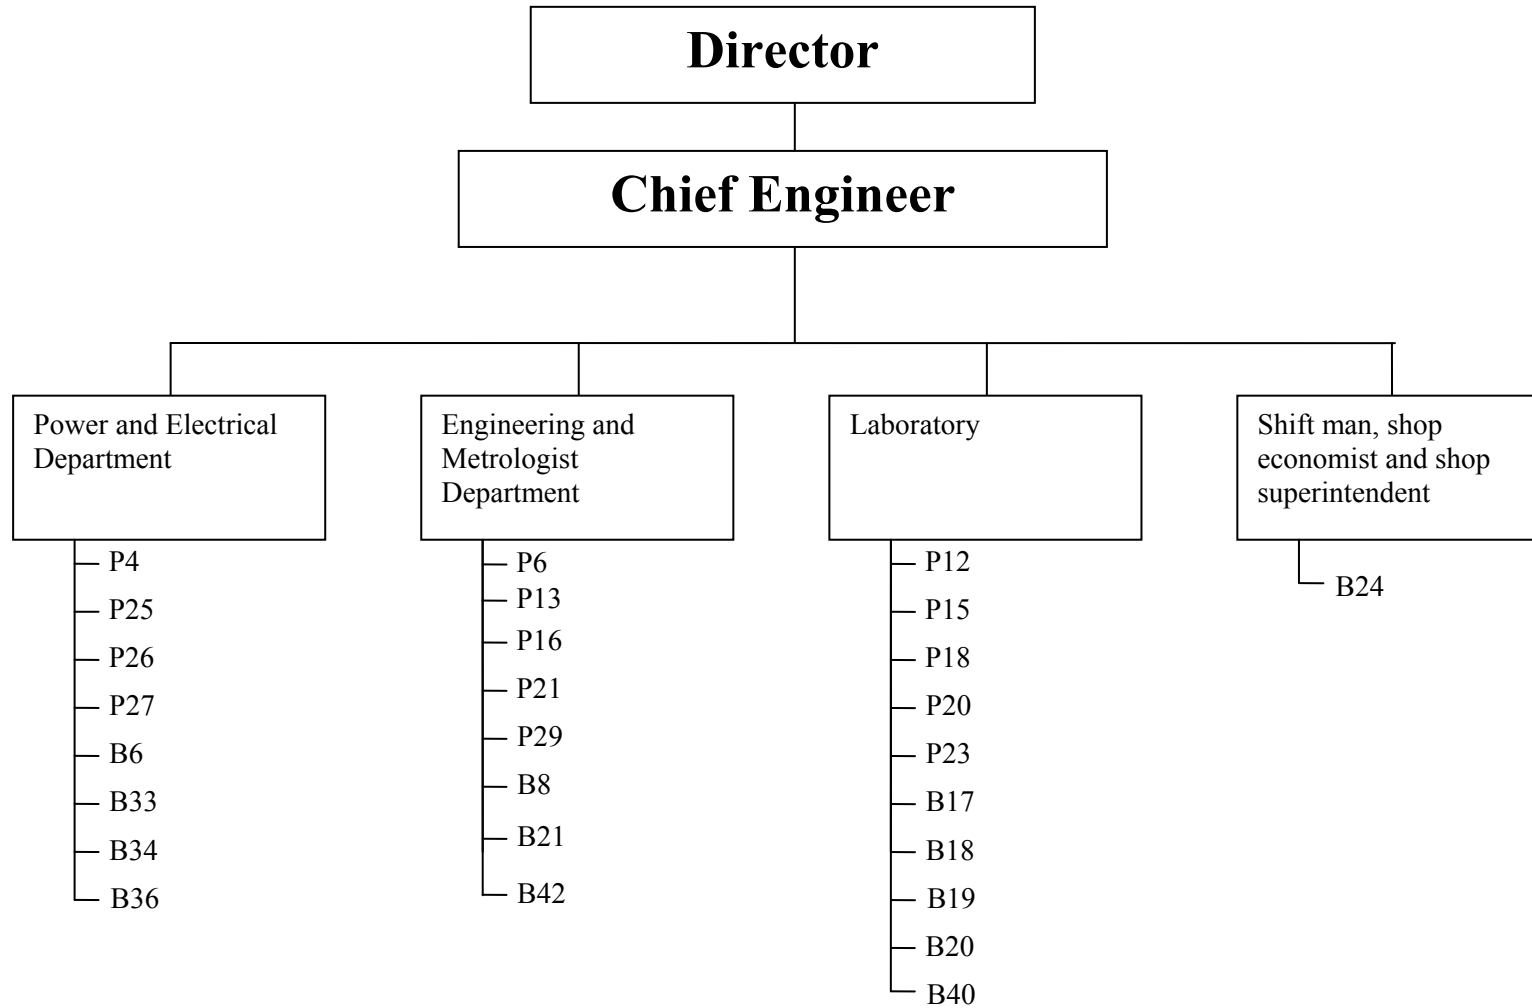 Director
Chief Engineer
Power and Electrical
Department
P4
P25
P26
P27
B6
B33
B34
B36
Engineering and
Metrologist
Department
P6
P13
P16
P21
P29
B8
B21
B42
Laboratory
P12
P15
P18
P20
P23
B17
B18
B19
B20
B40
Shift man, shop
economist and shop
superintendent
B24